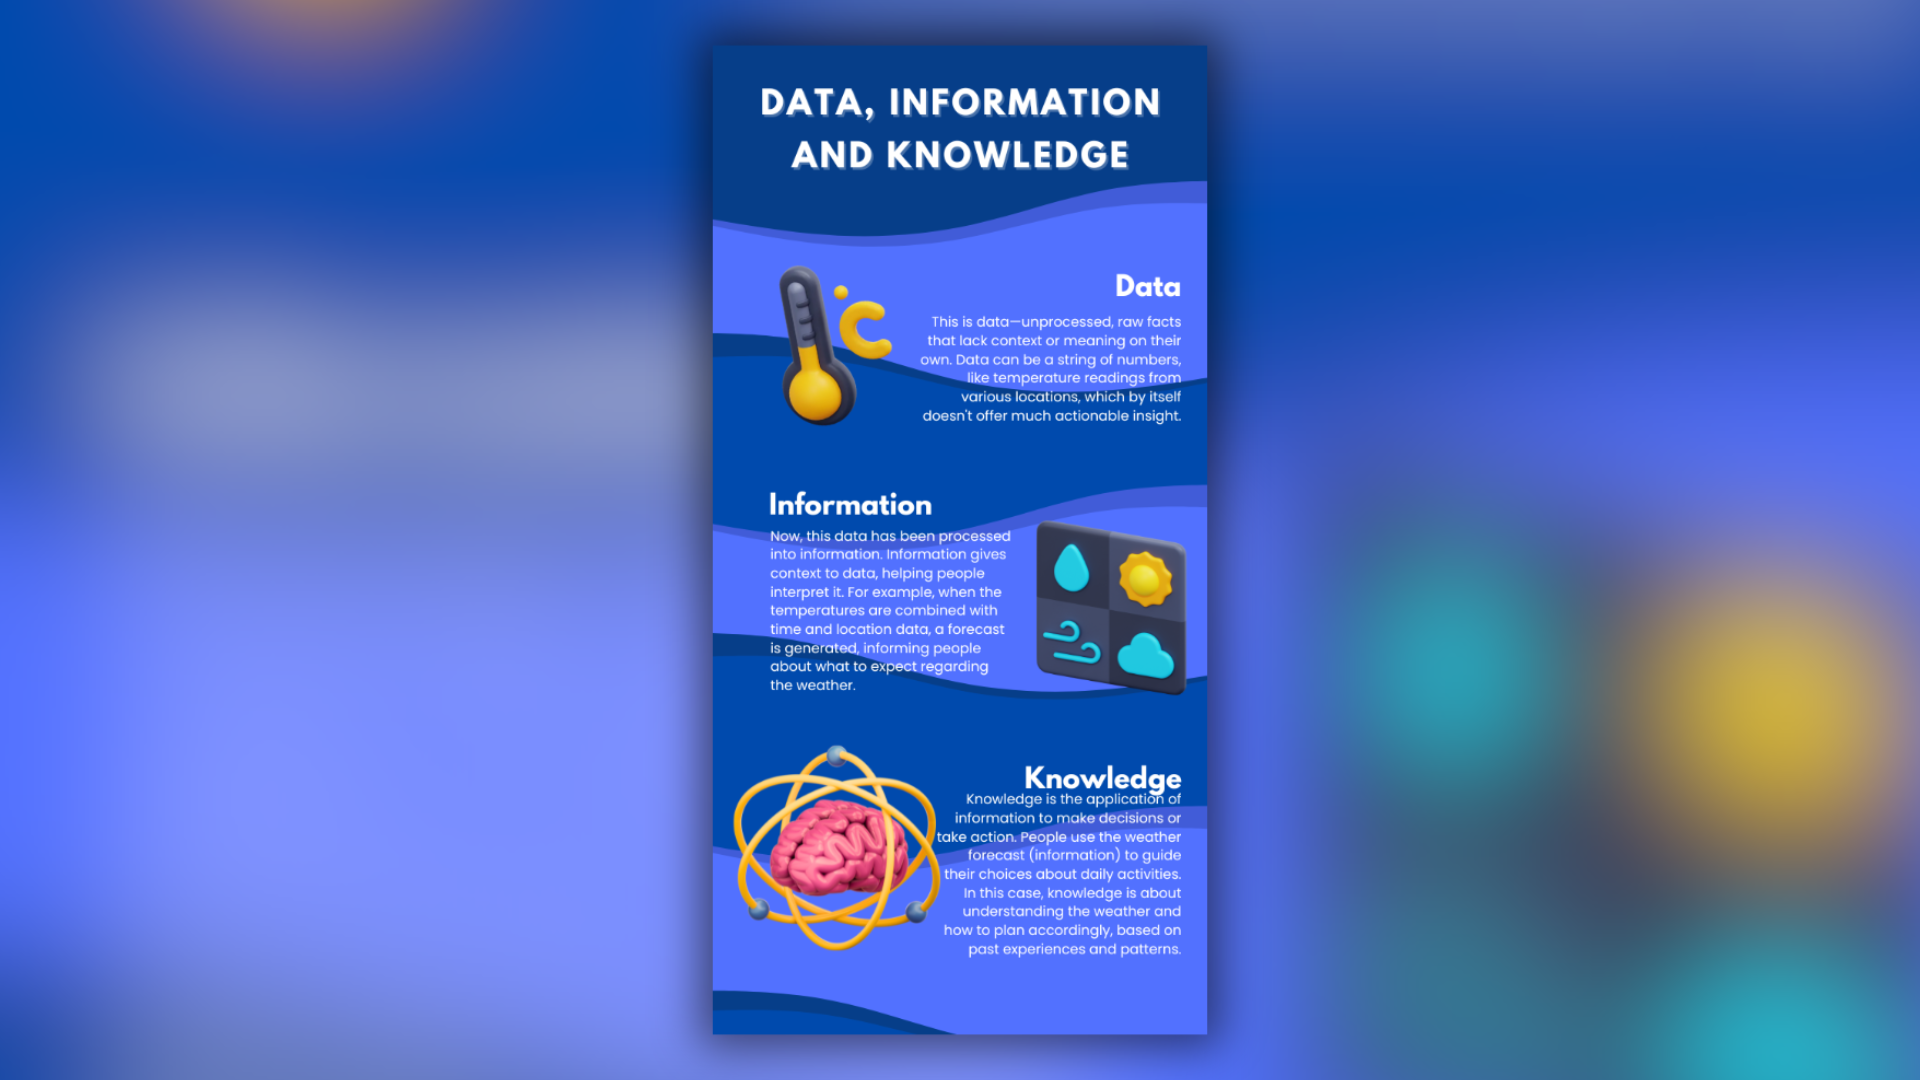 DATA, INFORMATION
AND KNOWLEDGE
°C
Data
This is data—unprocessed, raw facts
that lack context or meaning on their
own. Data can be a string of numbers,
like temperature readings from
various locations, which by itself
doesn't offer much actionable insight.
Information
Now, this data has been processed
into information. Information gives
context to data, helping people
interpret it. For example, when the
temperatures are combined with
time and location data, a forecast
is generated, informing people
about what to expect regarding
the weather.
Knowledge
Knowledge is the application of
information to make decisions or
take action. People use the weather
forecast (information) to guide
their choices about daily activities.
In this case, knowledge is about
understanding the weather and
how to plan accordingly, based on
past experiences and patterns.